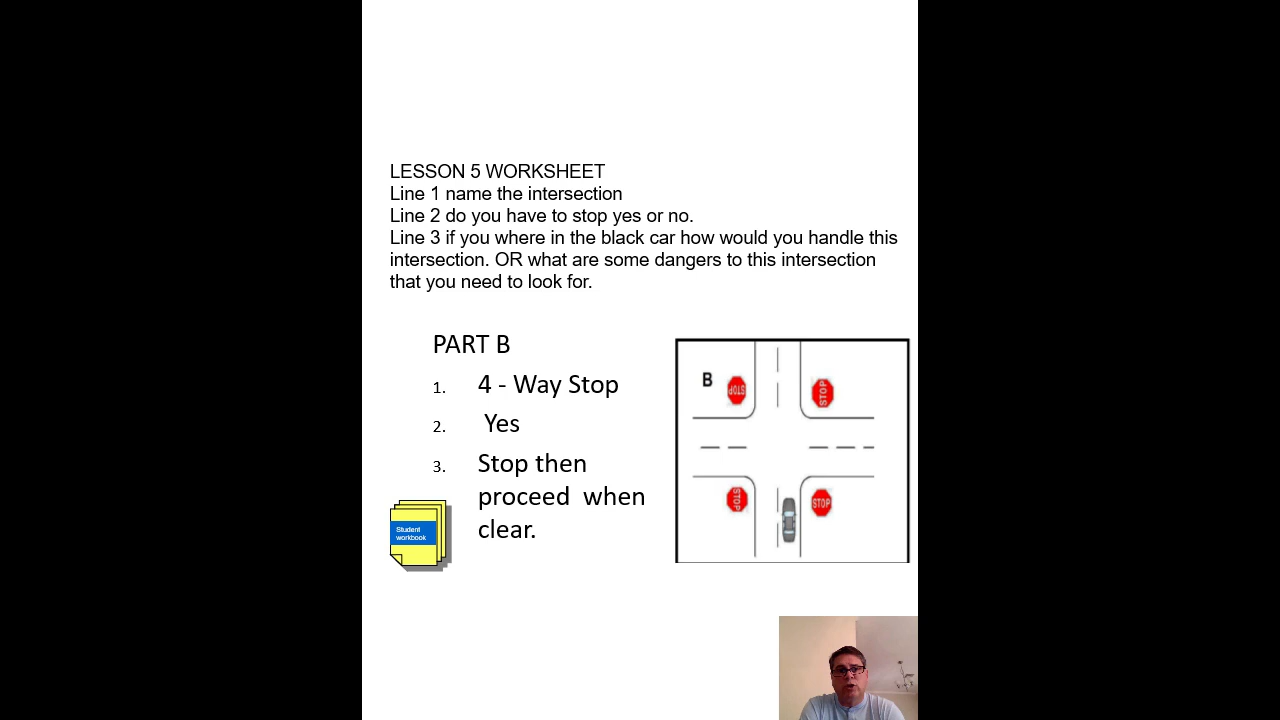 LESSON 5 WORKSHEET
Line 1 name the intersection
Line 2 do you have to stop yes or no.
Line 3 if you where in the black car how would you handle this
intersection. OR what are some dangers to this intersection
that you need to look for.
PART B
1. 4 - Way Stop
2. Yes
3. Stop then
proceed when
clear.
Student
workbook
B
STOP
STOP
STOP
STOP